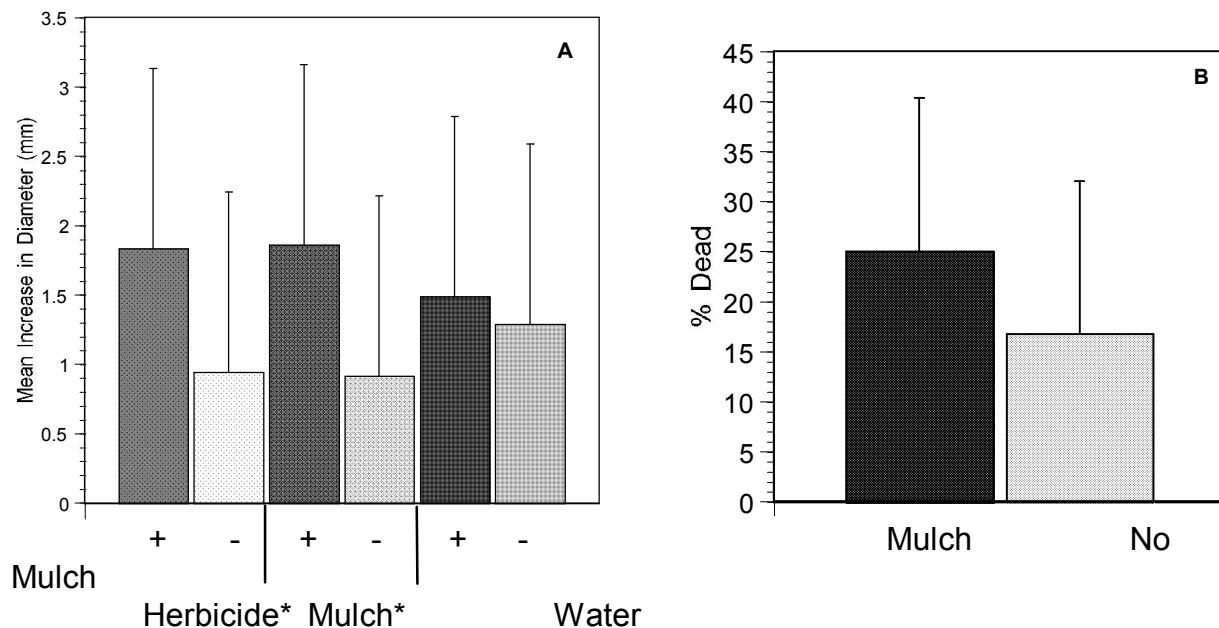 A
Mean Increase in Diameter (mm)
3.5
3
2.5
2
1.5
1
0.5
0
+ - + - + -
Mulch
Herbicide* Mulch* Water
B
% Dead
45
40
35
30
25
20
15
10
5
0
Mulch No